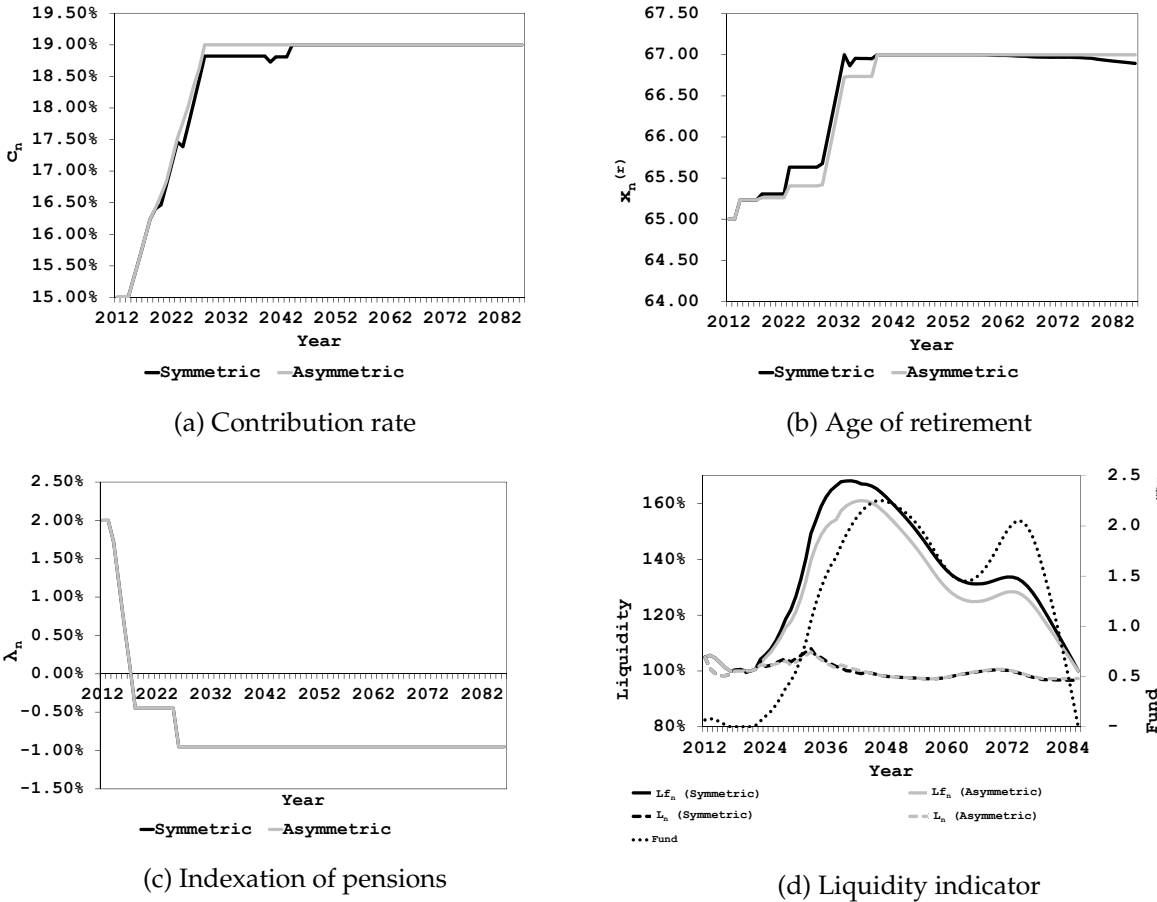 19.50%
19.00%
18.50%
18.00%
17.50%
17.00%
16.50%
16.00%
15.50%
15.00%
cₙ
2012 2022 2032 2042 2052 2062 2072 2082
Year
Symmetric Asymmetric
(a) Contribution rate
67.50
67.00
66.50
66.00
65.50
65.00
64.50
64.00
xₙ⁽ʳ⁾
2012 2022 2032 2042 2052 2062 2072 2082
Year
Symmetric Asymmetric
(b) Age of retirement
2.50%
2.00%
1.50%
1.00%
0.50%
0.00%
-0.50%
-1.00%
-1.50%
λₙ
2012 2022 2032 2042 2052 2062 2072 2082
Year
Symmetric Asymmetric
(c) Indexation of pensions
160%
140%
120%
100%
80%
Liquidity
2.5
2.0
1.5
1.0
0.5
–
Fund
2012 2024 2036 2048 2060 2072 2084
Year
Lfₙ (Symmetric) Lfₙ (Asymmetric)
Lₙ (Symmetric) Lₙ (Asymmetric)
Fund
(d) Liquidity indicator